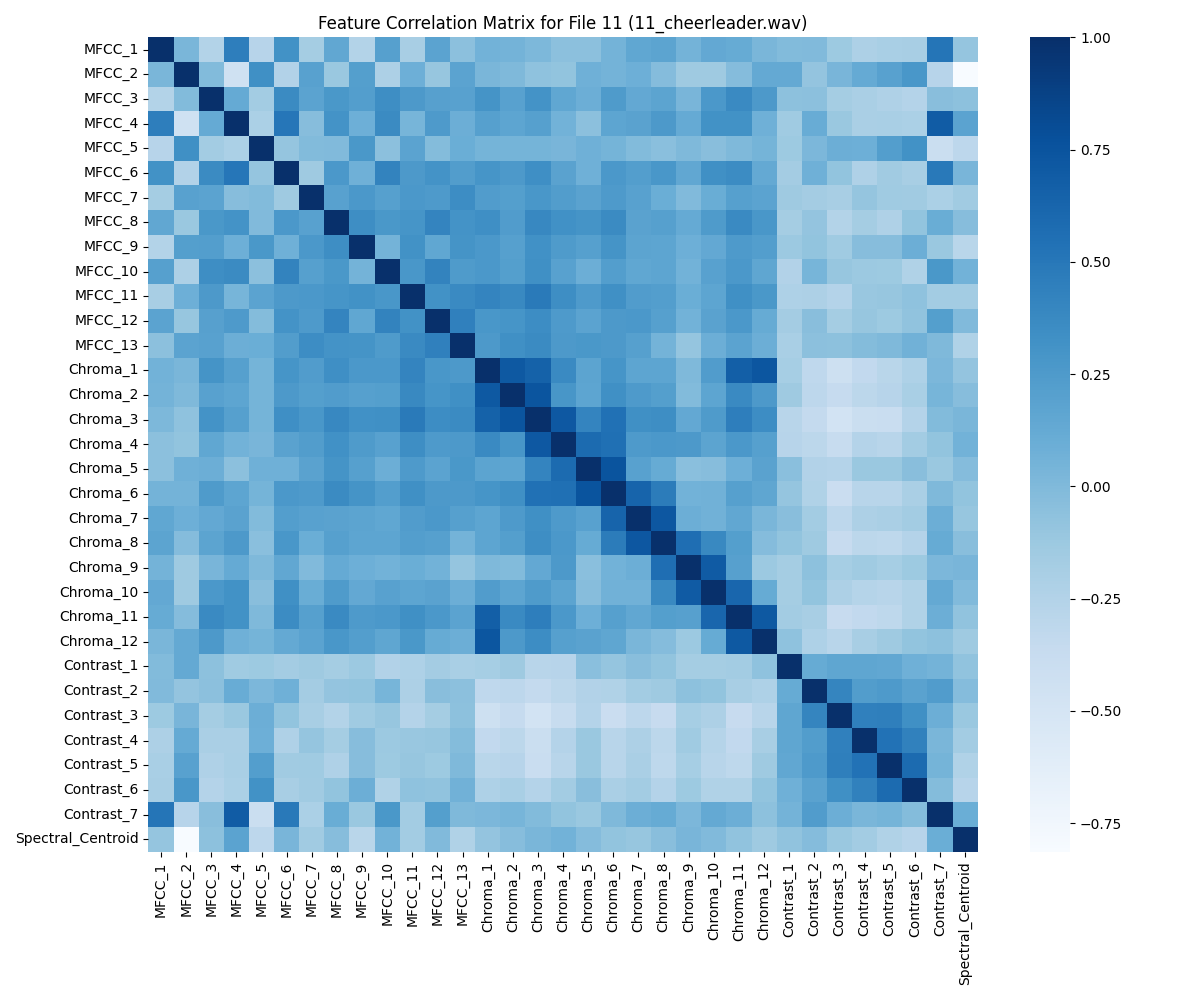 Feature Correlation Matrix for File 11 (11_cheerleader.wav)
MFCC_1
MFCC_2
MFCC_3
MFCC_4
MFCC_5
MFCC_6
MFCC_7
MFCC_8
MFCC_9
MFCC_10
MFCC_11
MFCC_12
MFCC_13
Chroma_1
Chroma_2
Chroma_3
Chroma_4
Chroma_5
Chroma_6
Chroma_7
Chroma_8
Chroma_9
Chroma_10
Chroma_11
Chroma_12
Contrast_1
Contrast_2
Contrast_3
Contrast_4
Contrast_5
Contrast_6
Contrast_7
Spectral_Centroid
MFCC_1
MFCC_2
MFCC_3
MFCC_4
MFCC_5
MFCC_6
MFCC_7
MFCC_8
MFCC_9
MFCC_10
MFCC_11
MFCC_12
MFCC_13
Chroma_1
Chroma_2
Chroma_3
Chroma_4
Chroma_5
Chroma_6
Chroma_7
Chroma_8
Chroma_9
Chroma_10
Chroma_11
Chroma_12
Contrast_1
Contrast_2
Contrast_3
Contrast_4
Contrast_5
Contrast_6
Contrast_7
Spectral_Centroid
1.00
0.75
0.50
0.25
0.00
−0.25
−0.50
−0.75